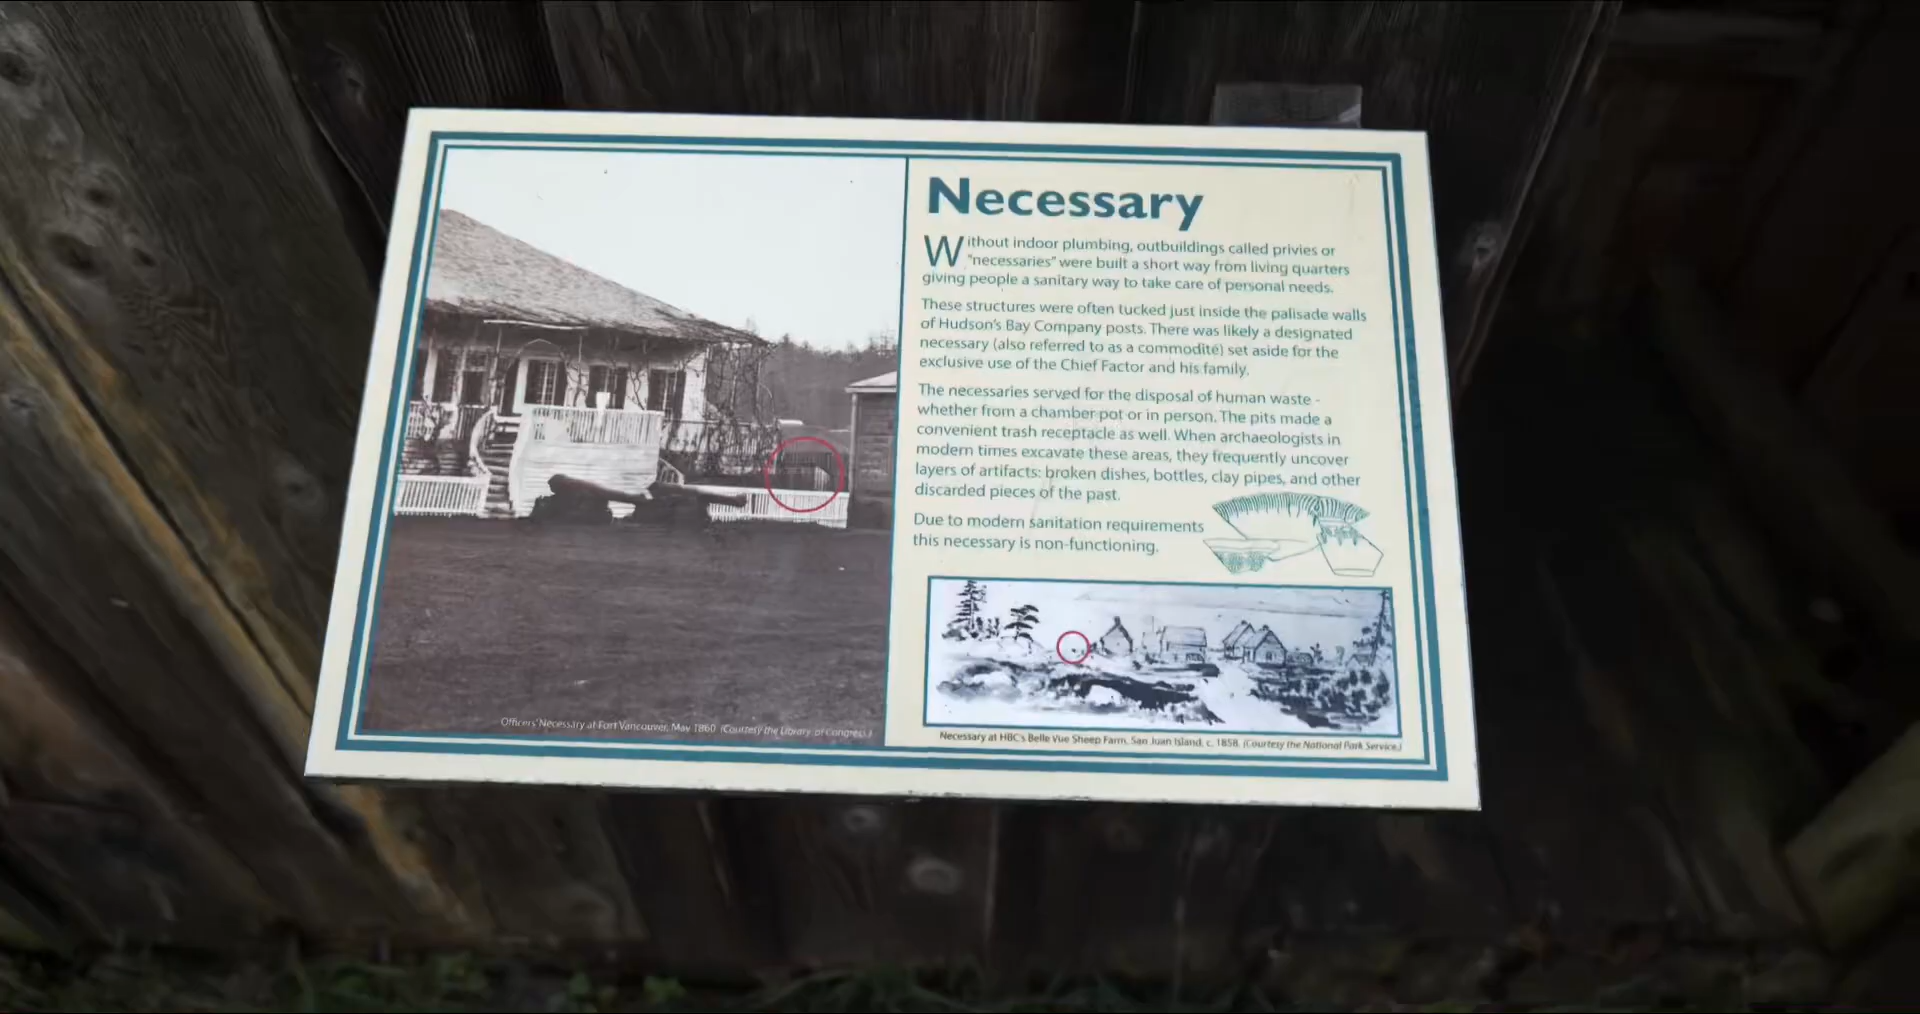 Necessary
Without indoor plumbing, outbuildings called privies or
"necessaries" were built a short way from living quarters
giving people a sanitary way to take care of personal needs.
These structures were often tucked just inside the palisade walls
of Hudson's Bay Company posts. There was likely a designated
necessary (also referred to as a commodité) set aside for the
exclusive use of the Chief Factor and his family.
The necessaries served for the disposal of human waste -
whether from a chamber pot or in person. The pits made a
convenient trash receptacle as well. When archaeologists in
modern times excavate these areas, they frequently uncover
layers of artifacts: broken dishes, bottles, clay pipes, and other
discarded pieces of the past.
Due to modern sanitation requirements
this necessary is non-functioning.
Officers' Necessary at Fort Vancouver, May 1860 (Courtesy the Library of Congress.)
Necessary at HBC's Belle Vue Sheep Farm, San Juan Island, c. 1858. (Courtesy the National Park Service.)